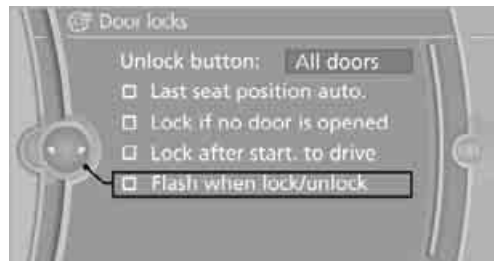 Door locks
Unlock button: All doors
Last seat position auto.
Lock if no door is opened
Lock after start. to drive
Flash when lock/unlock